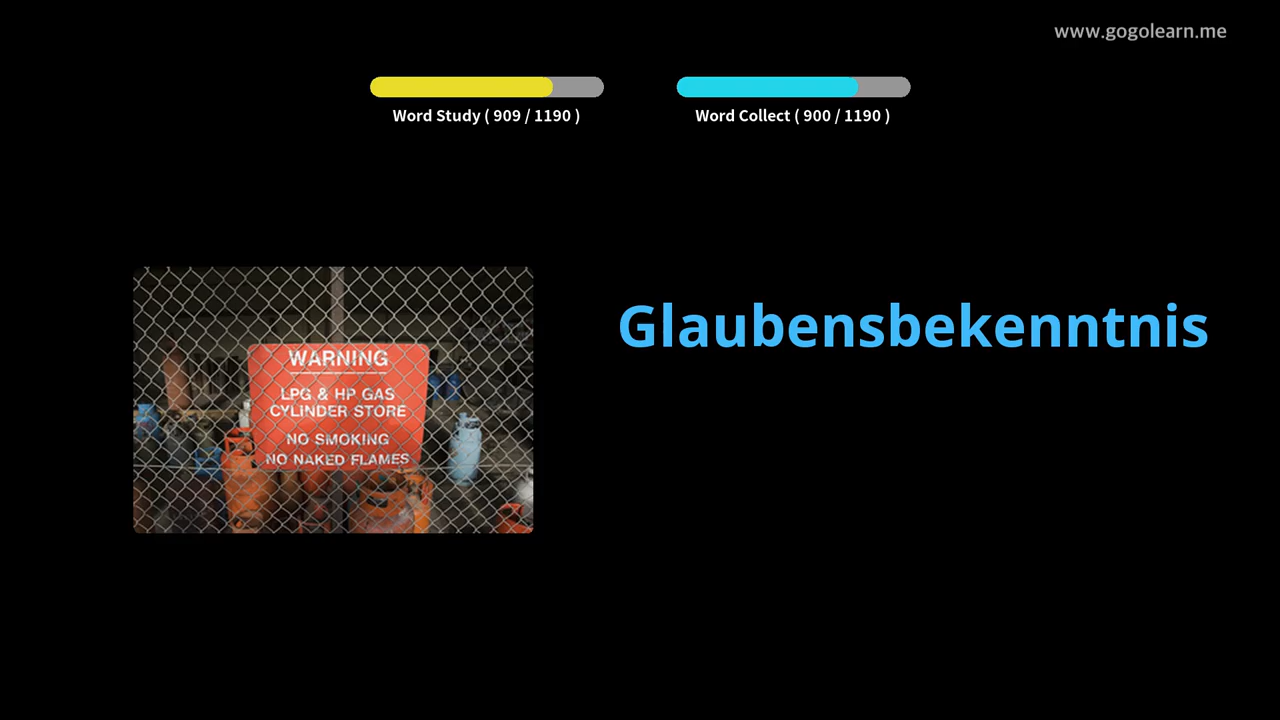 www.gogolearn.me
Word Study ( 909 / 1190 )
Word Collect ( 900 / 1190 )
Glaubensbekenntnis
WARNING
LPG & HP GAS
CYLINDER STORE
NO SMOKING
NO NAKED FLAMES